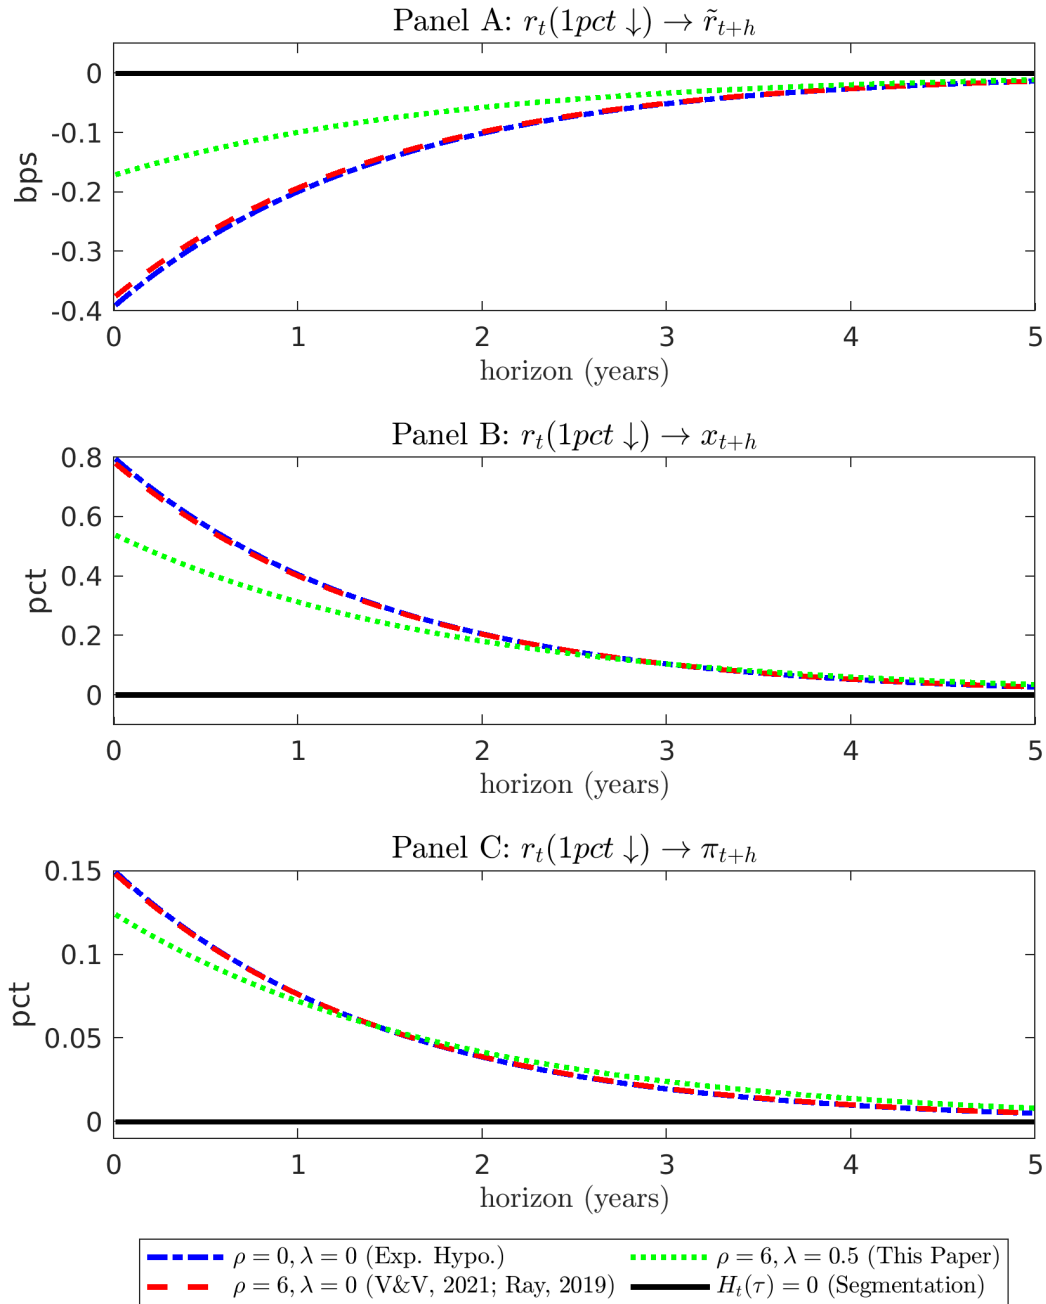 Panel A: r_t(1pct ↓) → r̃_{t+h}
0
-0.1
-0.2
-0.3
-0.4
bps
0 1 2 3 4 5
horizon (years)
Panel B: r_t(1pct ↓) → x_{t+h}
0.8
0.6
0.4
0.2
0
pct
0 1 2 3 4 5
horizon (years)
Panel C: r_t(1pct ↓) → π_{t+h}
0.15
0.1
0.05
0
pct
0 1 2 3 4 5
horizon (years)
ρ = 0, λ = 0 (Exp. Hypo.)
ρ = 6, λ = 0.5 (This Paper)
ρ = 6, λ = 0 (V&V, 2021; Ray, 2019)
H_t(τ) = 0 (Segmentation)